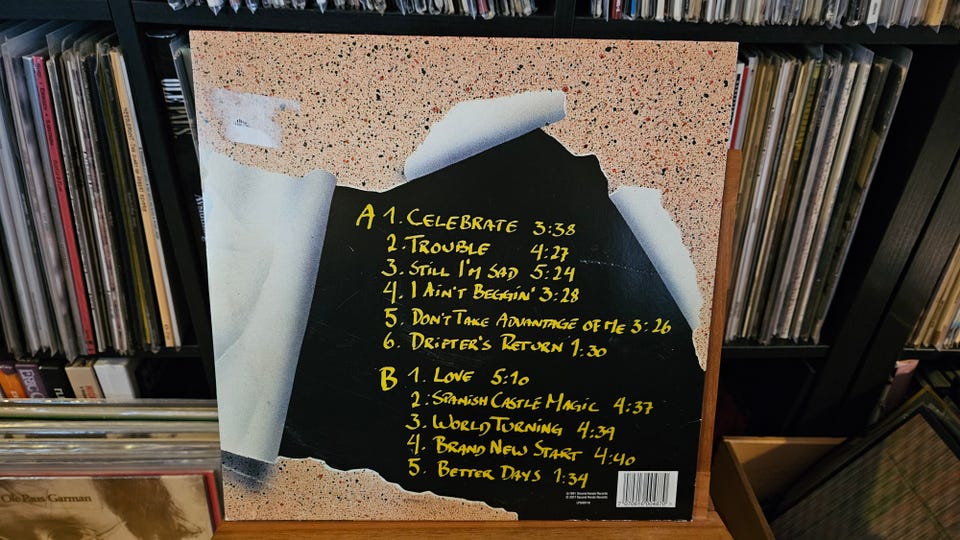 A 1. CELEBRATE 3:38
2. TROUBLE 4:27
3. STILL I'M SAD 5:24
4. I AIN'T BEGGIN' 3:28
5. DON'T TAKE ADVANTAGE OF ME 3:26
6. DRIFTER'S RETURN 1:30
B 1. LOVE 5:10
2. SPANISH CASTLE MAGIC 4:37
3. WORLD TURNING 4:39
4. BRAND NEW START 4:40
5. BETTER DAYS 1:34
Ole Paus/Garman